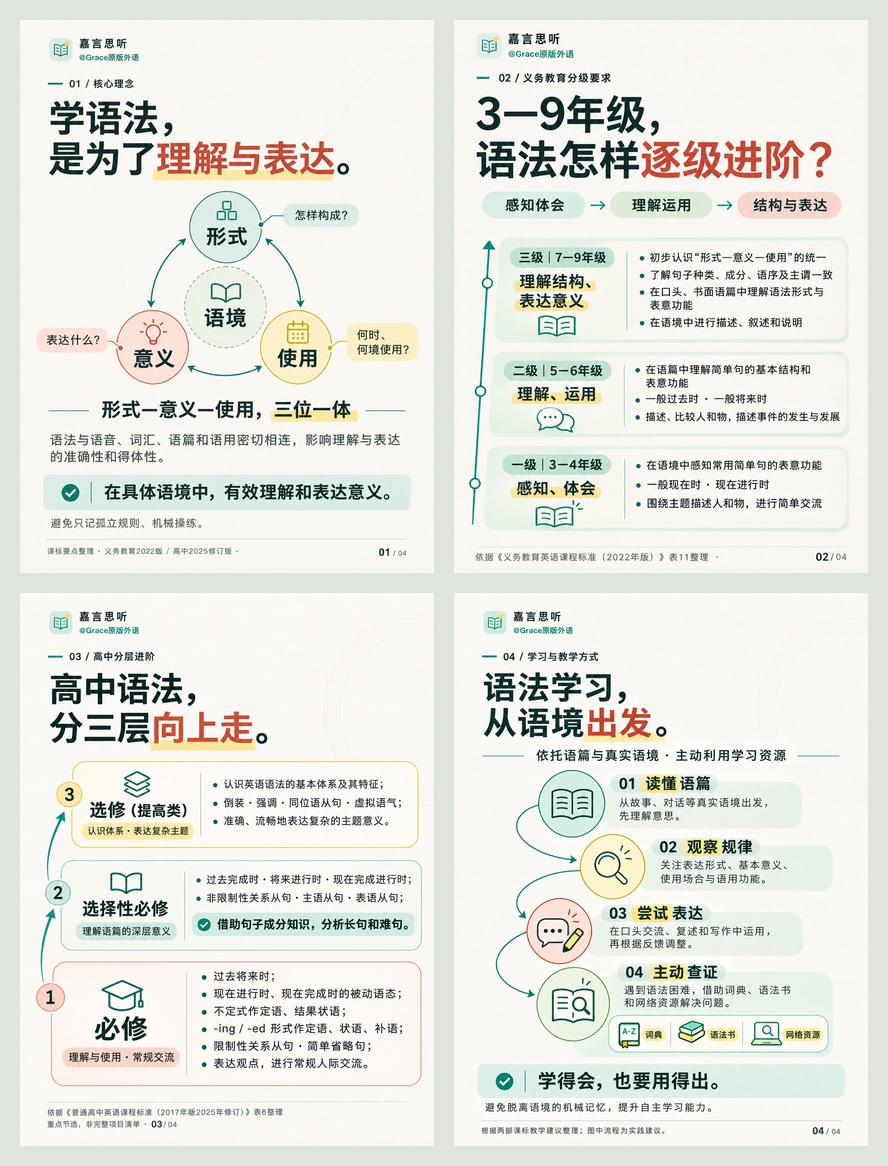 嘉言思听
@Grace原版外语
01 / 核心理念
学语法，
是为了理解与表达。
形式
怎样构成？
语境
表达什么？
意义
使用
何时、
何境使用？
形式—意义—使用，三位一体
语法与语音、词汇、语篇和语用密切相连，影响理解与表达
的准确性和得体性。
在具体语境中，有效理解和表达意义。
避免只记孤立规则、机械操练。
课标要点整理 · 义务教育2022版 / 高中2025修订版 ·
01 / 04
嘉言思听
@Grace原版外语
02 / 义务教育分级要求
3—9年级，
语法怎样逐级进阶？
感知体会 → 理解运用 → 结构与表达
三级｜7—9年级
理解结构、
表达意义
• 初步认识“形式—意义—使用”的统一
• 了解句子种类、成分、语序及主谓一致
• 在口头、书面语篇中理解语法形式与
表意功能
• 在语境中进行描述、叙述和说明
二级｜5—6年级
理解、运用
• 在语篇中理解简单句的基本结构和
表意功能
• 一般过去时 · 一般将来时
• 描述、比较人和物，描述事件的发生与发展
一级｜3—4年级
感知、体会
• 在语境中感知常用简单句的表意功能
• 一般现在时 · 现在进行时
• 围绕主题描述人和物，进行简单交流
依据《义务教育英语课程标准（2022年版）》表11整理 ·
02 / 04
嘉言思听
@Grace原版外语
03 / 高中分层进阶
高中语法，
分三层向上走。
3
选修（提高类）
认识体系 · 表达复杂主题
• 认识英语语法的基本体系及其特征；
• 倒装 · 强调 · 同位语从句 · 虚拟语气；
• 准确、流畅地表达复杂的主题意义。
2
选择性必修
理解语篇的深层意义
• 过去完成时 · 将来进行时 · 现在完成进行时；
• 非限制性关系从句 · 主语从句 · 表语从句；
借助句子成分知识，分析长句和难句。
1
必修
理解与使用 · 常规交流
• 过去将来时；
• 现在进行时、现在完成时的被动语态；
• 不定式作定语、结果状语；
• -ing / -ed 形式作定语、状语、补语；
• 限制性关系从句 · 简单省略句；
• 表达观点，进行常规人际交流。
依据《普通高中英语课程标准（2017年版2025年修订）》表6整理
重点节选，非完整项目清单 · 03 / 04
嘉言思听
@Grace原版外语
04 / 学习与教学方式
语法学习，
从语境出发。
依托语篇与真实语境 · 主动利用学习资源
01 读懂语篇
从故事、对话等真实语境出发，
先理解意思。
02 观察规律
关注表达形式、基本意义、
使用场合与语用功能。
03 尝试表达
在口头交流、复述和写作中运用，
再根据反馈调整。
04 主动查证
遇到语法困难，借助词典、语法书
和网络资源解决问题。
A-Z
词典
语法书
网络资源
学得会，也要用得出。
避免脱离语境的机械记忆，提升自主学习能力。
根据两部课标教学建议整理；图中流程为实践建议。
04 / 04